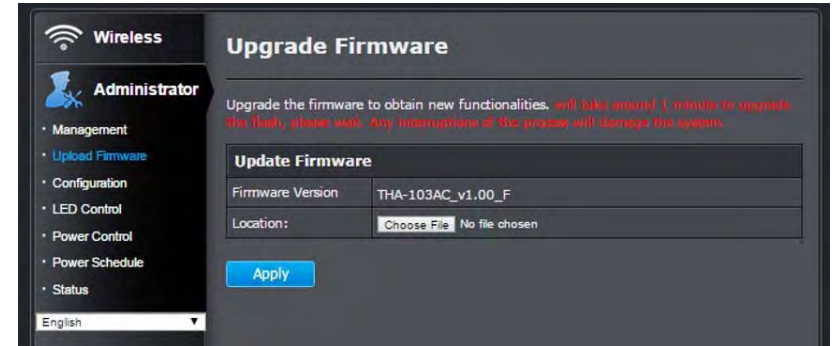 Wireless
Administrator
• Management
• Upload Firmware
• Configuration
• LED Control
• Power Control
• Power Schedule
• Status
English
Upgrade Firmware
Upgrade the firmware to obtain new functionalities. will take around 1 minute to upgrade
the flash, please wait. Any interruptions of the process will damage the system.
Update Firmware
Firmware Version THA-103AC_v1.00_F
Location: Choose File No file chosen
Apply